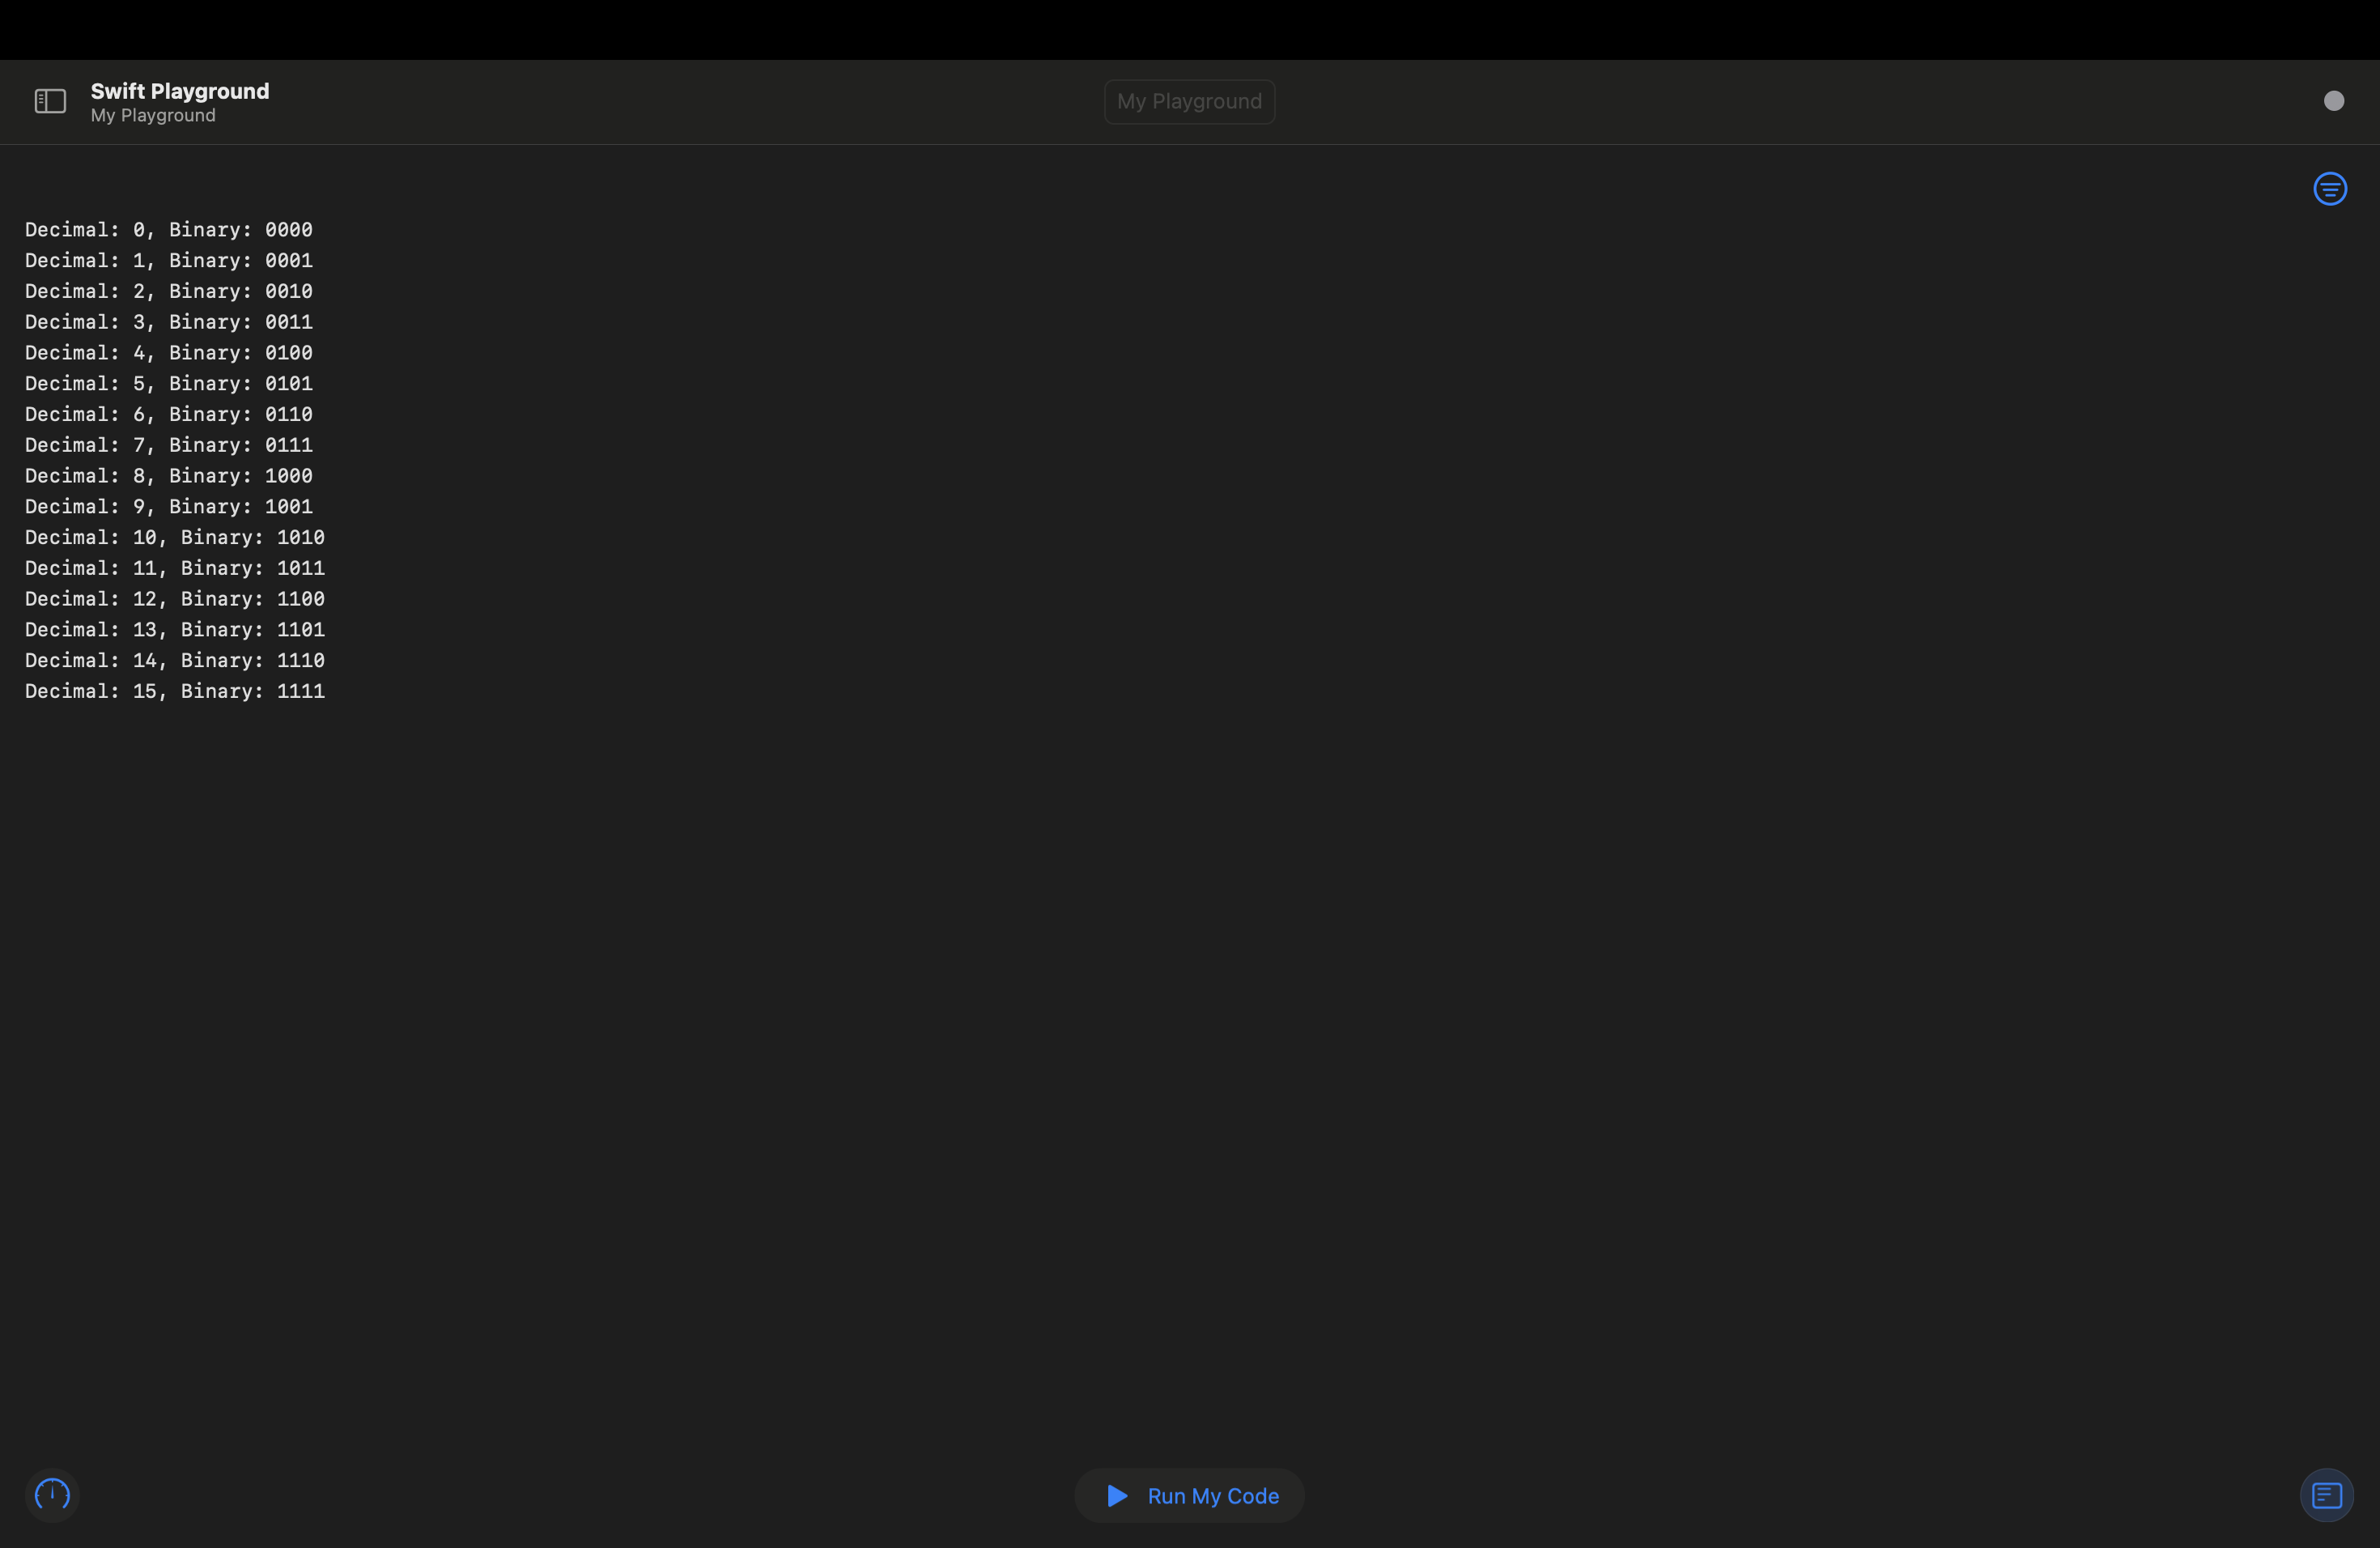 Swift Playground
My Playground
My Playground
Decimal: 0, Binary: 0000
Decimal: 1, Binary: 0001
Decimal: 2, Binary: 0010
Decimal: 3, Binary: 0011
Decimal: 4, Binary: 0100
Decimal: 5, Binary: 0101
Decimal: 6, Binary: 0110
Decimal: 7, Binary: 0111
Decimal: 8, Binary: 1000
Decimal: 9, Binary: 1001
Decimal: 10, Binary: 1010
Decimal: 11, Binary: 1011
Decimal: 12, Binary: 1100
Decimal: 13, Binary: 1101
Decimal: 14, Binary: 1110
Decimal: 15, Binary: 1111
Run My Code